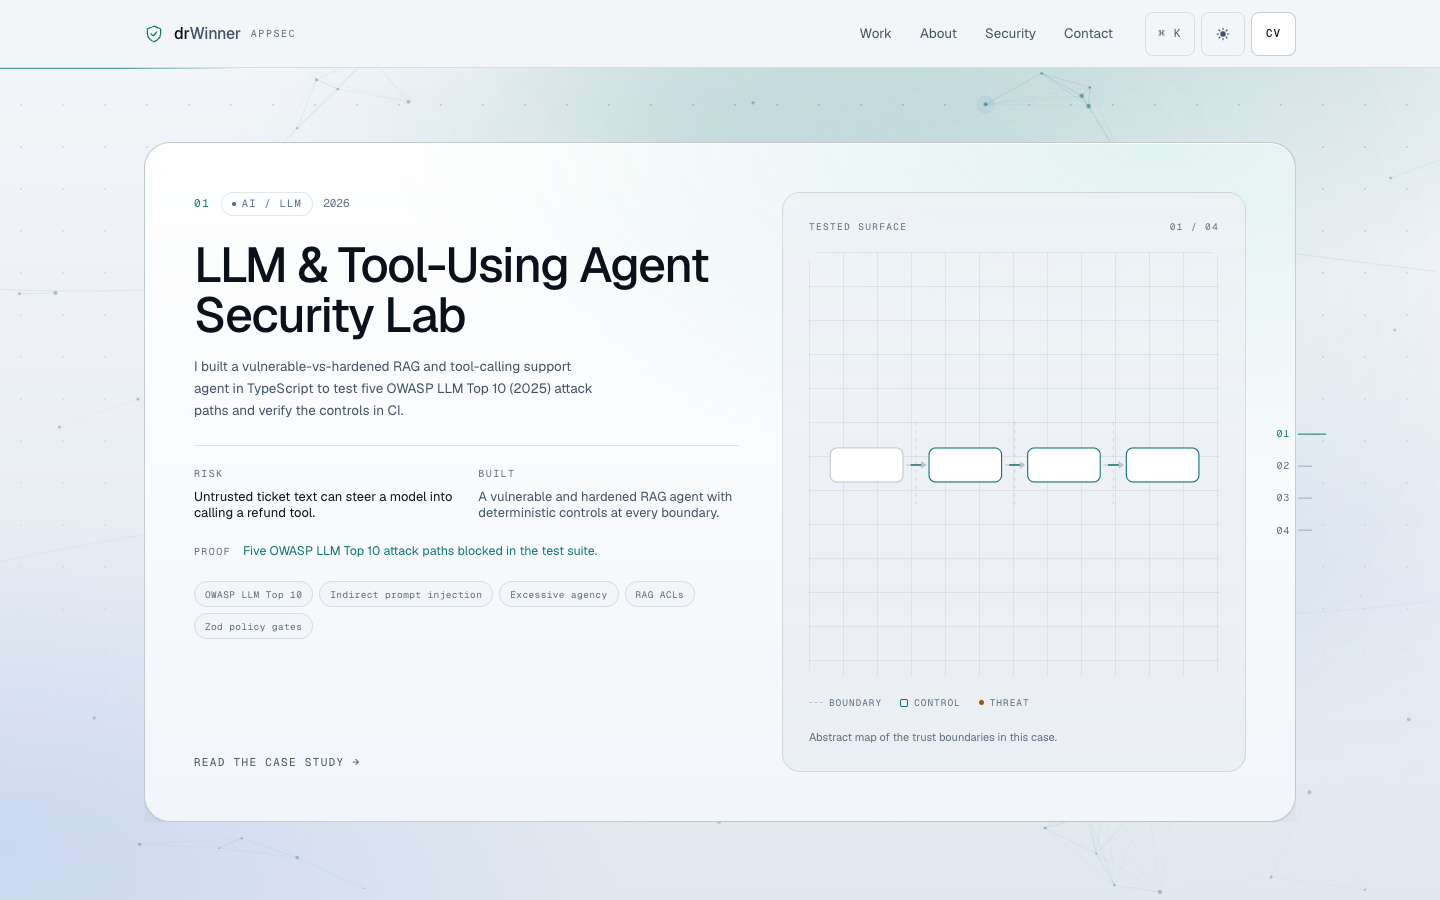 drWinner APPSEC
Work About Security Contact ⌘ K CV
01 AI / LLM 2026
LLM & Tool-Using Agent
Security Lab
I built a vulnerable-vs-hardened RAG and tool-calling support
agent in TypeScript to test five OWASP LLM Top 10 (2025) attack
paths and verify the controls in CI.
RISK
Untrusted ticket text can steer a model into
calling a refund tool.
BUILT
A vulnerable and hardened RAG agent with
deterministic controls at every boundary.
PROOF Five OWASP LLM Top 10 attack paths blocked in the test suite.
OWASP LLM Top 10 Indirect prompt injection Excessive agency RAG ACLs
Zod policy gates
READ THE CASE STUDY →
TESTED SURFACE 01 / 04
BOUNDARY CONTROL THREAT
Abstract map of the trust boundaries in this case.
01
02
03
04